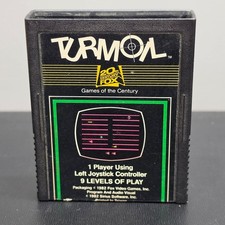 TURMOIL
20th CENTURY FOX
Games of the Century
1 Player Using
Left Joystick Controller
9 LEVELS OF PLAY
Packaging © 1982 Fox Video Games, Inc.
Program And Audio Visual
© 1982 Sirius Software, Inc.